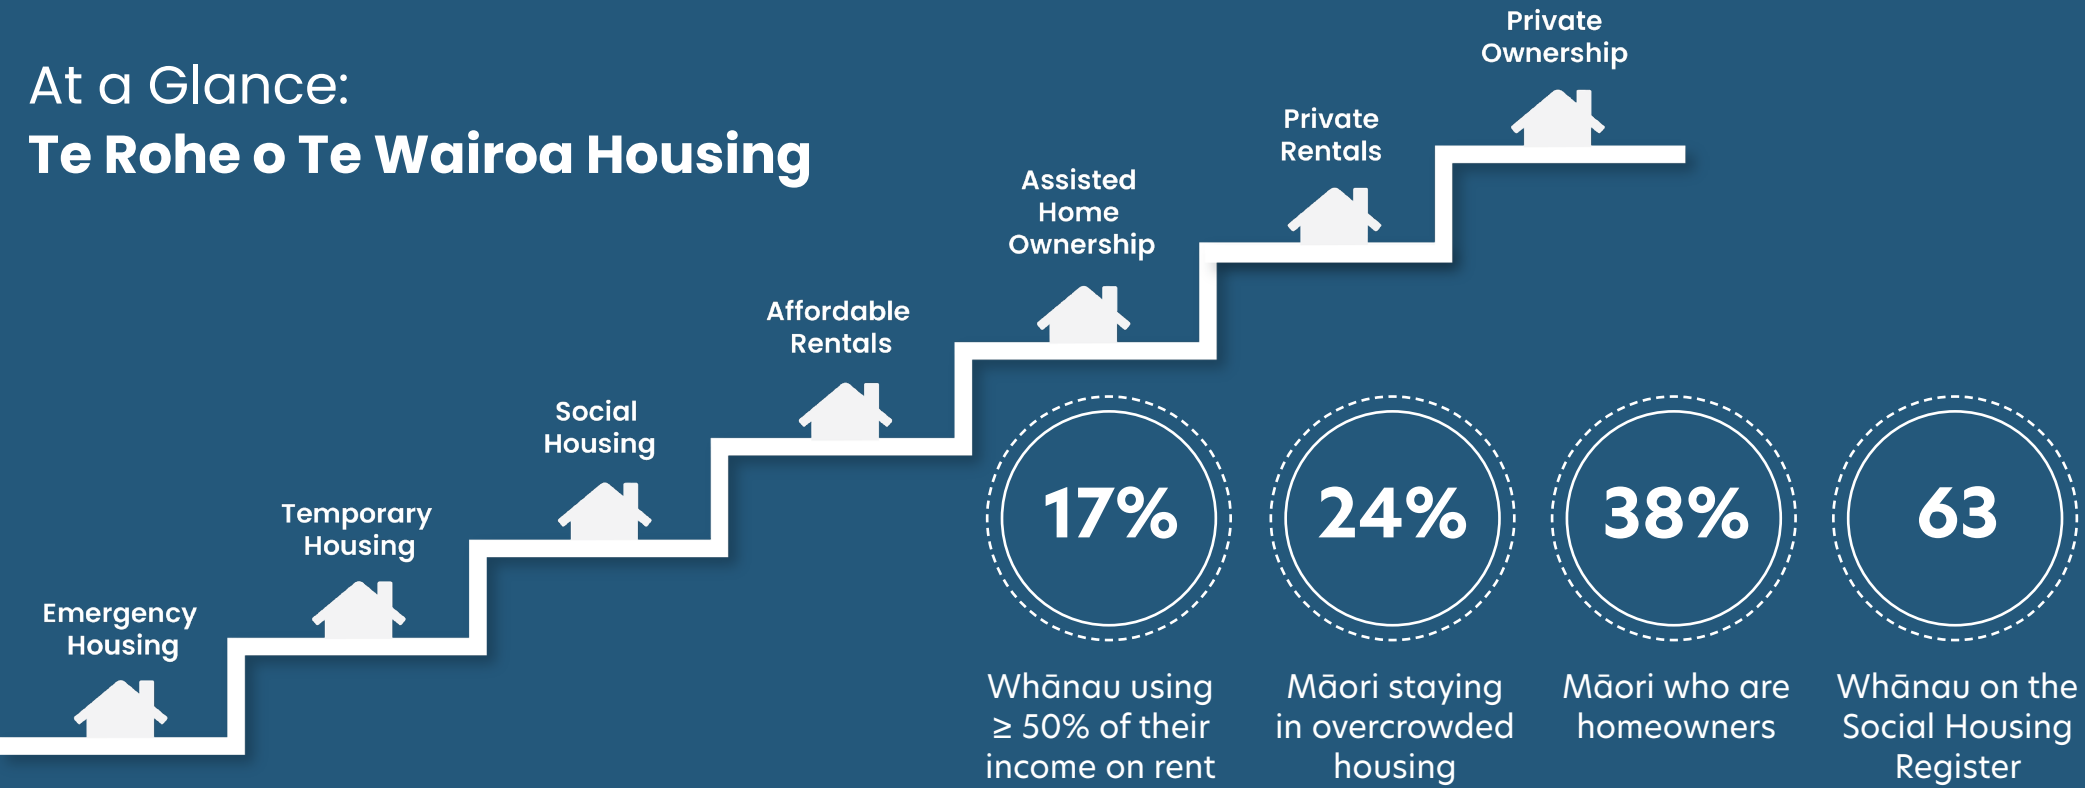 At a Glance:
Te Rohe o Te Wairoa Housing
Emergency
Housing
Temporary
Housing
Social
Housing
Affordable
Rentals
Assisted
Home
Ownership
Private
Rentals
Private
Ownership
17%
Whānau using
≥ 50% of their
income on rent
24%
Māori staying
in overcrowded
housing
38%
Māori who are
homeowners
63
Whānau on the
Social Housing
Register